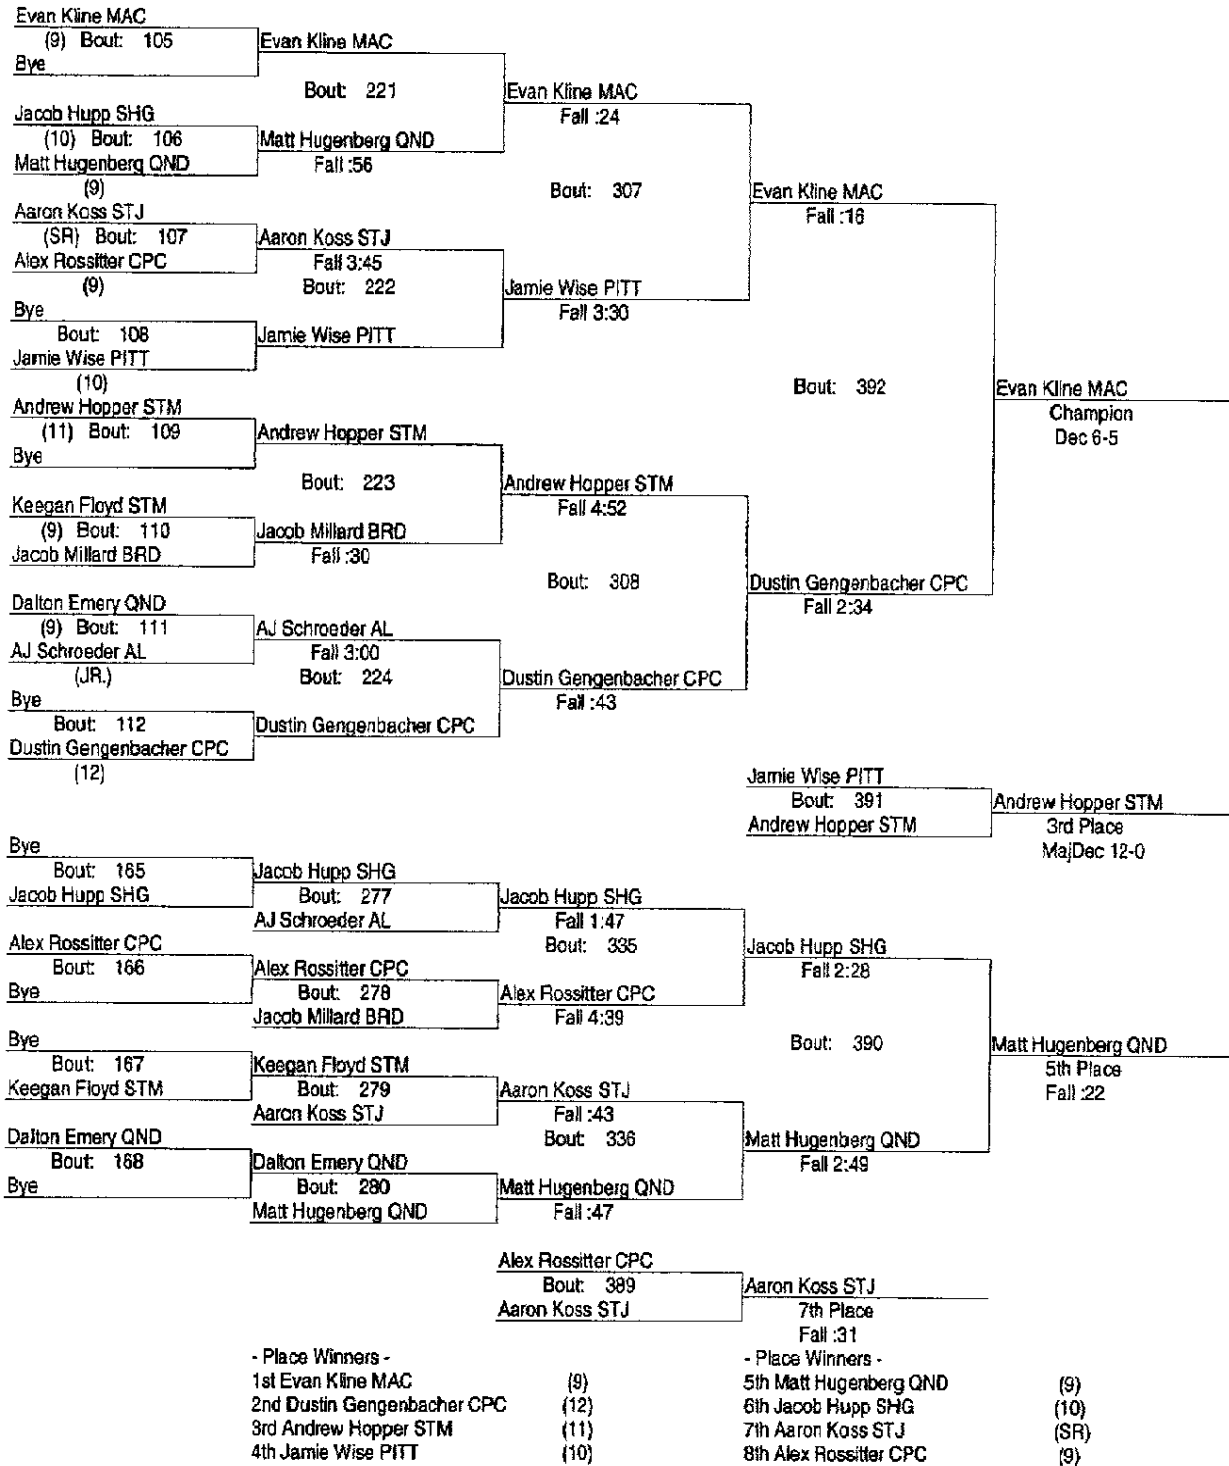 Evan Kline MAC
(9) Bout: 105
Bye
Evan Kline MAC
Bout: 221
Jacob Hupp SHG
(10) Bout: 106
Matt Hugenberg QND
(9)
Matt Hugenberg QND
Fall :56
Evan Kline MAC
Fall :24
Bout: 307
Aaron Koss STJ
(SR) Bout: 107
Alex Rossitter CPC
(9)
Aaron Koss STJ
Fall 3:45
Bout: 222
Bye
Bout: 108
Jamie Wise PITT
(10)
Jamie Wise PITT
Jamie Wise PITT
Fall 3:30
Evan Kline MAC
Fall :16
Bout: 392
Evan Kline MAC
Champion
Dec 6-5
Andrew Hopper STM
(11) Bout: 109
Bye
Andrew Hopper STM
Bout: 223
Keegan Floyd STM
(9) Bout: 110
Jacob Millard BRD
Jacob Millard BRD
Fall :30
Andrew Hopper STM
Fall 4:52
Bout: 308
Dalton Emery QND
(9) Bout: 111
AJ Schroeder AL
(JR.)
AJ Schroeder AL
Fall 3:00
Bout: 224
Bye
Bout: 112
Dustin Gengenbacher CPC
(12)
Dustin Gengenbacher CPC
Dustin Gengenbacher CPC
Fall :43
Dustin Gengenbacher CPC
Fall 2:34
Jamie Wise PITT
Bout: 391
Andrew Hopper STM
Andrew Hopper STM
3rd Place
MajDec 12-0
Bye
Bout: 165
Jacob Hupp SHG
Jacob Hupp SHG
Bout: 277
AJ Schroeder AL
Jacob Hupp SHG
Fall 1:47
Bout: 335
Alex Rossitter CPC
Bout: 166
Bye
Alex Rossitter CPC
Bout: 278
Jacob Millard BRD
Alex Rossitter CPC
Fall 4:39
Jacob Hupp SHG
Fall 2:28
Bout: 390
Bye
Bout: 167
Keegan Floyd STM
Keegan Floyd STM
Bout: 279
Aaron Koss STJ
Aaron Koss STJ
Fall :43
Bout: 336
Dalton Emery QND
Bout: 168
Bye
Dalton Emery QND
Bout: 280
Matt Hugenberg QND
Matt Hugenberg QND
Fall :47
Matt Hugenberg QND
Fall 2:49
Matt Hugenberg QND
5th Place
Fall :22
Alex Rossitter CPC
Bout: 389
Aaron Koss STJ
Aaron Koss STJ
7th Place
Fall :31
- Place Winners -
1st Evan Kline MAC (9)
2nd Dustin Gengenbacher CPC (12)
3rd Andrew Hopper STM (11)
4th Jamie Wise PITT (10)
- Place Winners -
5th Matt Hugenberg QND (9)
6th Jacob Hupp SHG (10)
7th Aaron Koss STJ (SR)
8th Alex Rossitter CPC (9)